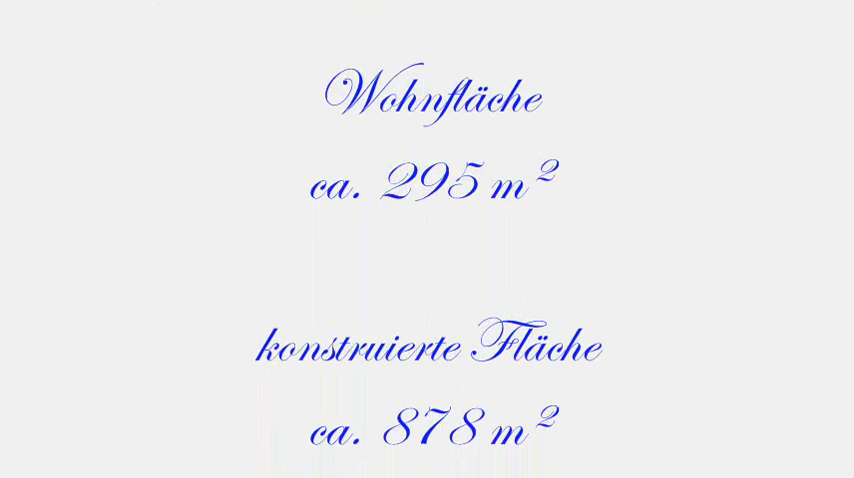 Wohnfläche
ca. 295 m²
konstruierte Fläche
ca. 878 m²